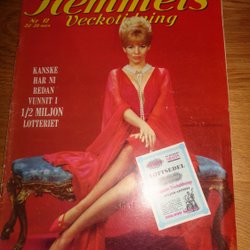 Hemmets
Veckotidning
Nr 12
KANSKE
HAR NI
REDAN
VUNNIT I
1/2 MILJON
LOTTERIET
LOTTSEDEL